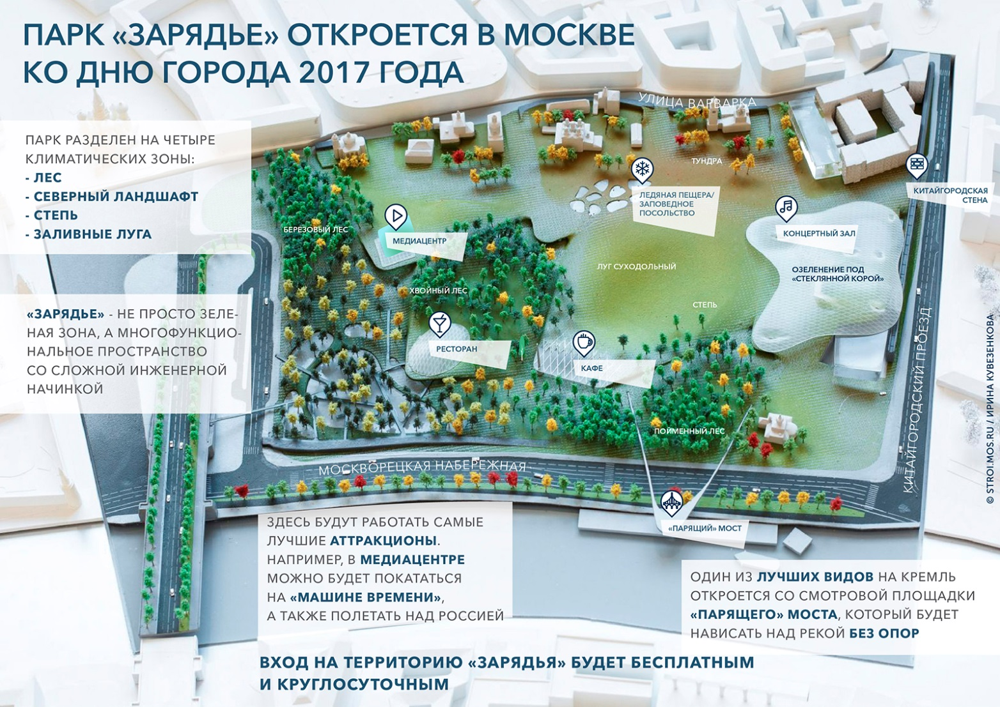 ПАРК «ЗАРЯДЬЕ» ОТКРОЕТСЯ В МОСКВЕ
КО ДНЮ ГОРОДА 2017 ГОДА
ПАРК РАЗДЕЛЕН НА ЧЕТЫРЕ
КЛИМАТИЧЕСКИХ ЗОНЫ:
- ЛЕС
- СЕВЕРНЫЙ ЛАНДШАФТ
- СТЕПЬ
- ЗАЛИВНЫЕ ЛУГА
«ЗАРЯДЬЕ» - НЕ ПРОСТО ЗЕЛЕ-
НАЯ ЗОНА, А МНОГОФУНКЦИО-
НАЛЬНОЕ ПРОСТРАНСТВО
СО СЛОЖНОЙ ИНЖЕНЕРНОЙ
НАЧИНКОЙ
УЛИЦА ВАРВАРКА
ТУНДРА
ЛЕДЯНАЯ ПЕЩЕРА/
ЗАПОВЕДНОЕ
ПОСОЛЬСТВО
КИТАЙГОРОДСКАЯ
СТЕНА
БЕРЕЗОВЫЙ ЛЕС
МЕДИАЦЕНТР
КОНЦЕРТНЫЙ ЗАЛ
ЛУГ СУХОДОЛЬНЫЙ
ОЗЕЛЕНЕНИЕ ПОД
«СТЕКЛЯННОЙ КОРОЙ»
ХВОЙНЫЙ ЛЕС
СТЕПЬ
РЕСТОРАН
КАФЕ
ПОЙМЕННЫЙ ЛЕС
КИТАЙГОРОДСКИЙ ПРОЕЗД
МОСКВОРЕЦКАЯ НАБЕРЕЖНАЯ
«ПАРЯЩИЙ» МОСТ
© STROI.MOS.RU / ИРИНА КУВЕЗЕНКОВА
ЗДЕСЬ БУДУТ РАБОТАТЬ САМЫЕ
ЛУЧШИЕ АТТРАКЦИОНЫ.
НАПРИМЕР, В МЕДИАЦЕНТРЕ
МОЖНО БУДЕТ ПОКАТАТЬСЯ
НА «МАШИНЕ ВРЕМЕНИ»,
А ТАКЖЕ ПОЛЕТАТЬ НАД РОССИЕЙ
ОДИН ИЗ ЛУЧШИХ ВИДОВ НА КРЕМЛЬ
ОТКРОЕТСЯ СО СМОТРОВОЙ ПЛОЩАДКИ
«ПАРЯЩЕГО» МОСТА, КОТОРЫЙ БУДЕТ
НАВИСАТЬ НАД РЕКОЙ БЕЗ ОПОР
ВХОД НА ТЕРРИТОРИЮ «ЗАРЯДЬЯ» БУДЕТ БЕСПЛАТНЫМ
И КРУГЛОСУТОЧНЫМ